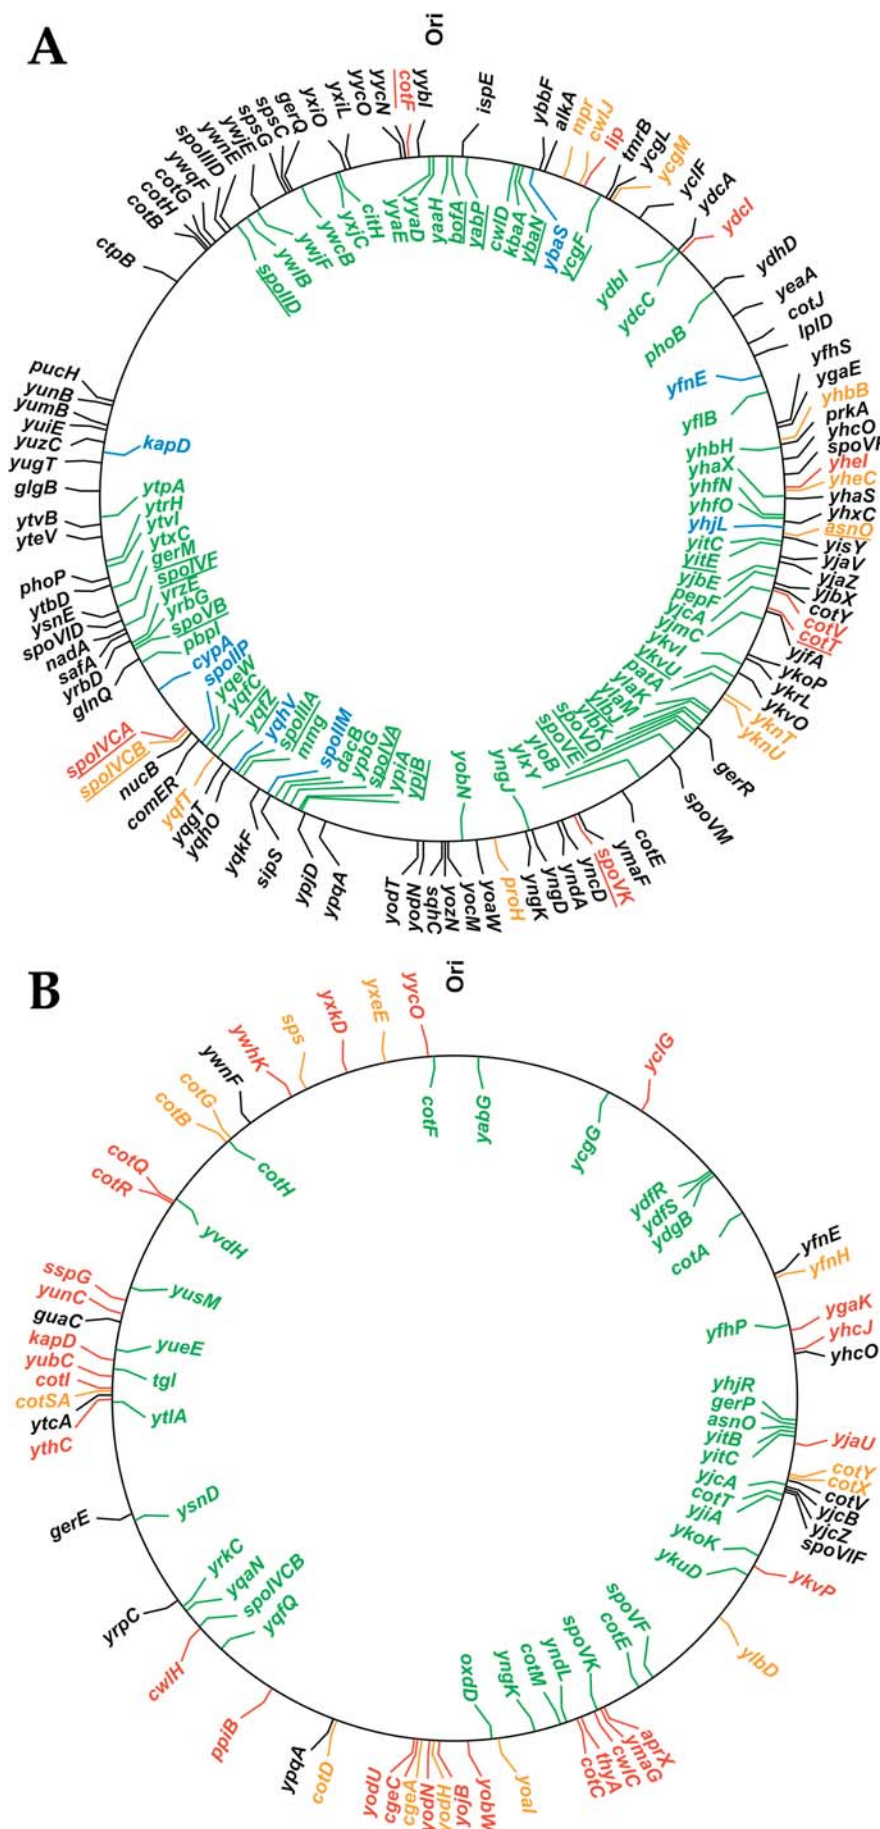 A
Ori
ispE
ybbF
alkA
mpr
cwlJ
lip
tmrB
ycgL
ycgM
yclF
ydcA
ydcI
ydhD
yeaA
cotJ
lplD
yfhS
ygaE
yhbB
prkA
yhcO
yheI
yheC
yhaS
yhxC
asnO
yisY
yjaV
yjaZ
yjbX
cotY
cotV
cotT
yjfA
ykoP
ykrL
ykvO
yknT
yknU
gerR
spoVM
cotE
ymaF
spoVK
yncD
yndA
yngD
yngK
proH
yoaW
yocM
yozN
sqhC
yodN
yodT
ypqA
ypjD
sipS
yqkF
yqhO
yqgT
yqfT
comER
nucB
spoIVCB
spoIVCA
glnQ
yrbD
safA
nadA
spoVID
ysnE
ytbD
phoP
yteV
ytvB
glgB
yugT
yuzC
yuiE
yumB
yunB
pucH
ctpB
cotB
cotH
cotG
ywqF
spoIIID
ywnE
ywjE
spsG
spsC
gerQ
yxiO
yxiL
yycO
yycN
cotF
yybI
yaaH
bofA
yabP
cwlD
kbaA
ybaN
ybaS
ycgF
ydbI
ydcC
phoB
yfnE
yflB
yhbH
yhaX
yhfN
yhfO
yhjL
yitC
yitE
yjbE
pepF
yjcA
yjmC
ykvI
ykvU
patA
ylaK
ylaM
ylbJ
ylbK
spoVD
spoVE
yloB
ylxY
yngJ
yobN
ypjB
ypiA
spoIVA
ypbG
dacB
spoIIM
mmg
spoIIIA
yqhV
yqfZ
yqfC
yqeW
spoIIP
cypA
pbpI
spoVB
yrbG
yrzE
spoIVF
gerM
ytxC
ytvI
ytrH
ytpA
kapD
spoIID
ywlB
ywjF
ywcB
yxjC
citH
yyaE
yyaD
B
Ori
yclG
yfnE
yfnH
ygaK
yhcJ
yhcO
yjaU
cotY
cotX
cotV
yjcB
yjcZ
spoVIF
ykvP
ylbD
aprX
ymaG
cwlC
thyA
cotC
yoaI
yobW
yojB
yodH
yodN
cgeA
cgeC
yodU
cotD
ypqA
ppiB
cwlH
yrpC
gerE
ythC
ytcA
cotSA
cotI
yubC
kapD
guaC
yunC
sspG
cotR
cotQ
cotB
cotG
ywnF
ywhK
sps
yxkD
yxeE
yycO
cotF
yabG
ycgG
ydfR
ydfS
ydgB
cotA
yfhP
yhjR
gerP
asnO
yitB
yitC
yjcA
cotT
yjiA
ykoK
ykuD
spoVF
cotE
spoVK
yndL
cotM
yngK
oxdD
yqfQ
spoIVCB
yqaN
yrkC
ysnD
ytlA
tgl
yueE
yusM
yvdH
cotH